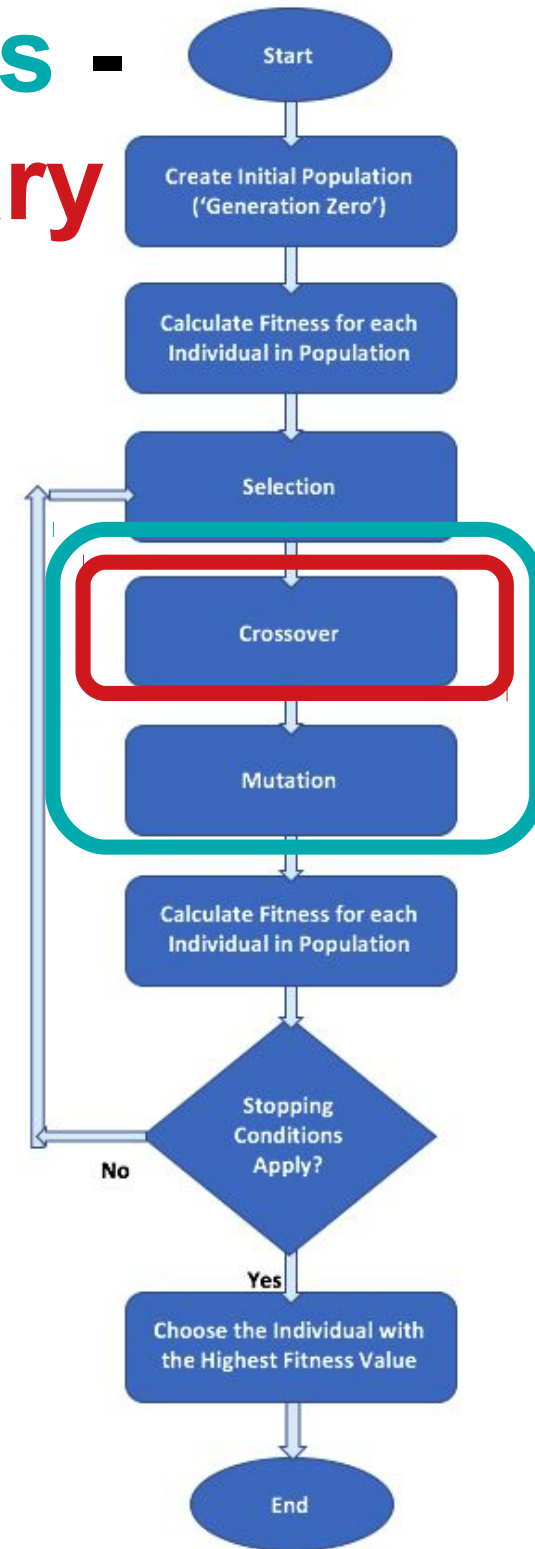 s -
ry
Start
Create Initial Population
(‘Generation Zero’)
Calculate Fitness for each
Individual in Population
Selection
Crossover
Mutation
Calculate Fitness for each
Individual in Population
Stopping
Conditions
Apply?
No
Yes
Choose the Individual with
the Highest Fitness Value
End